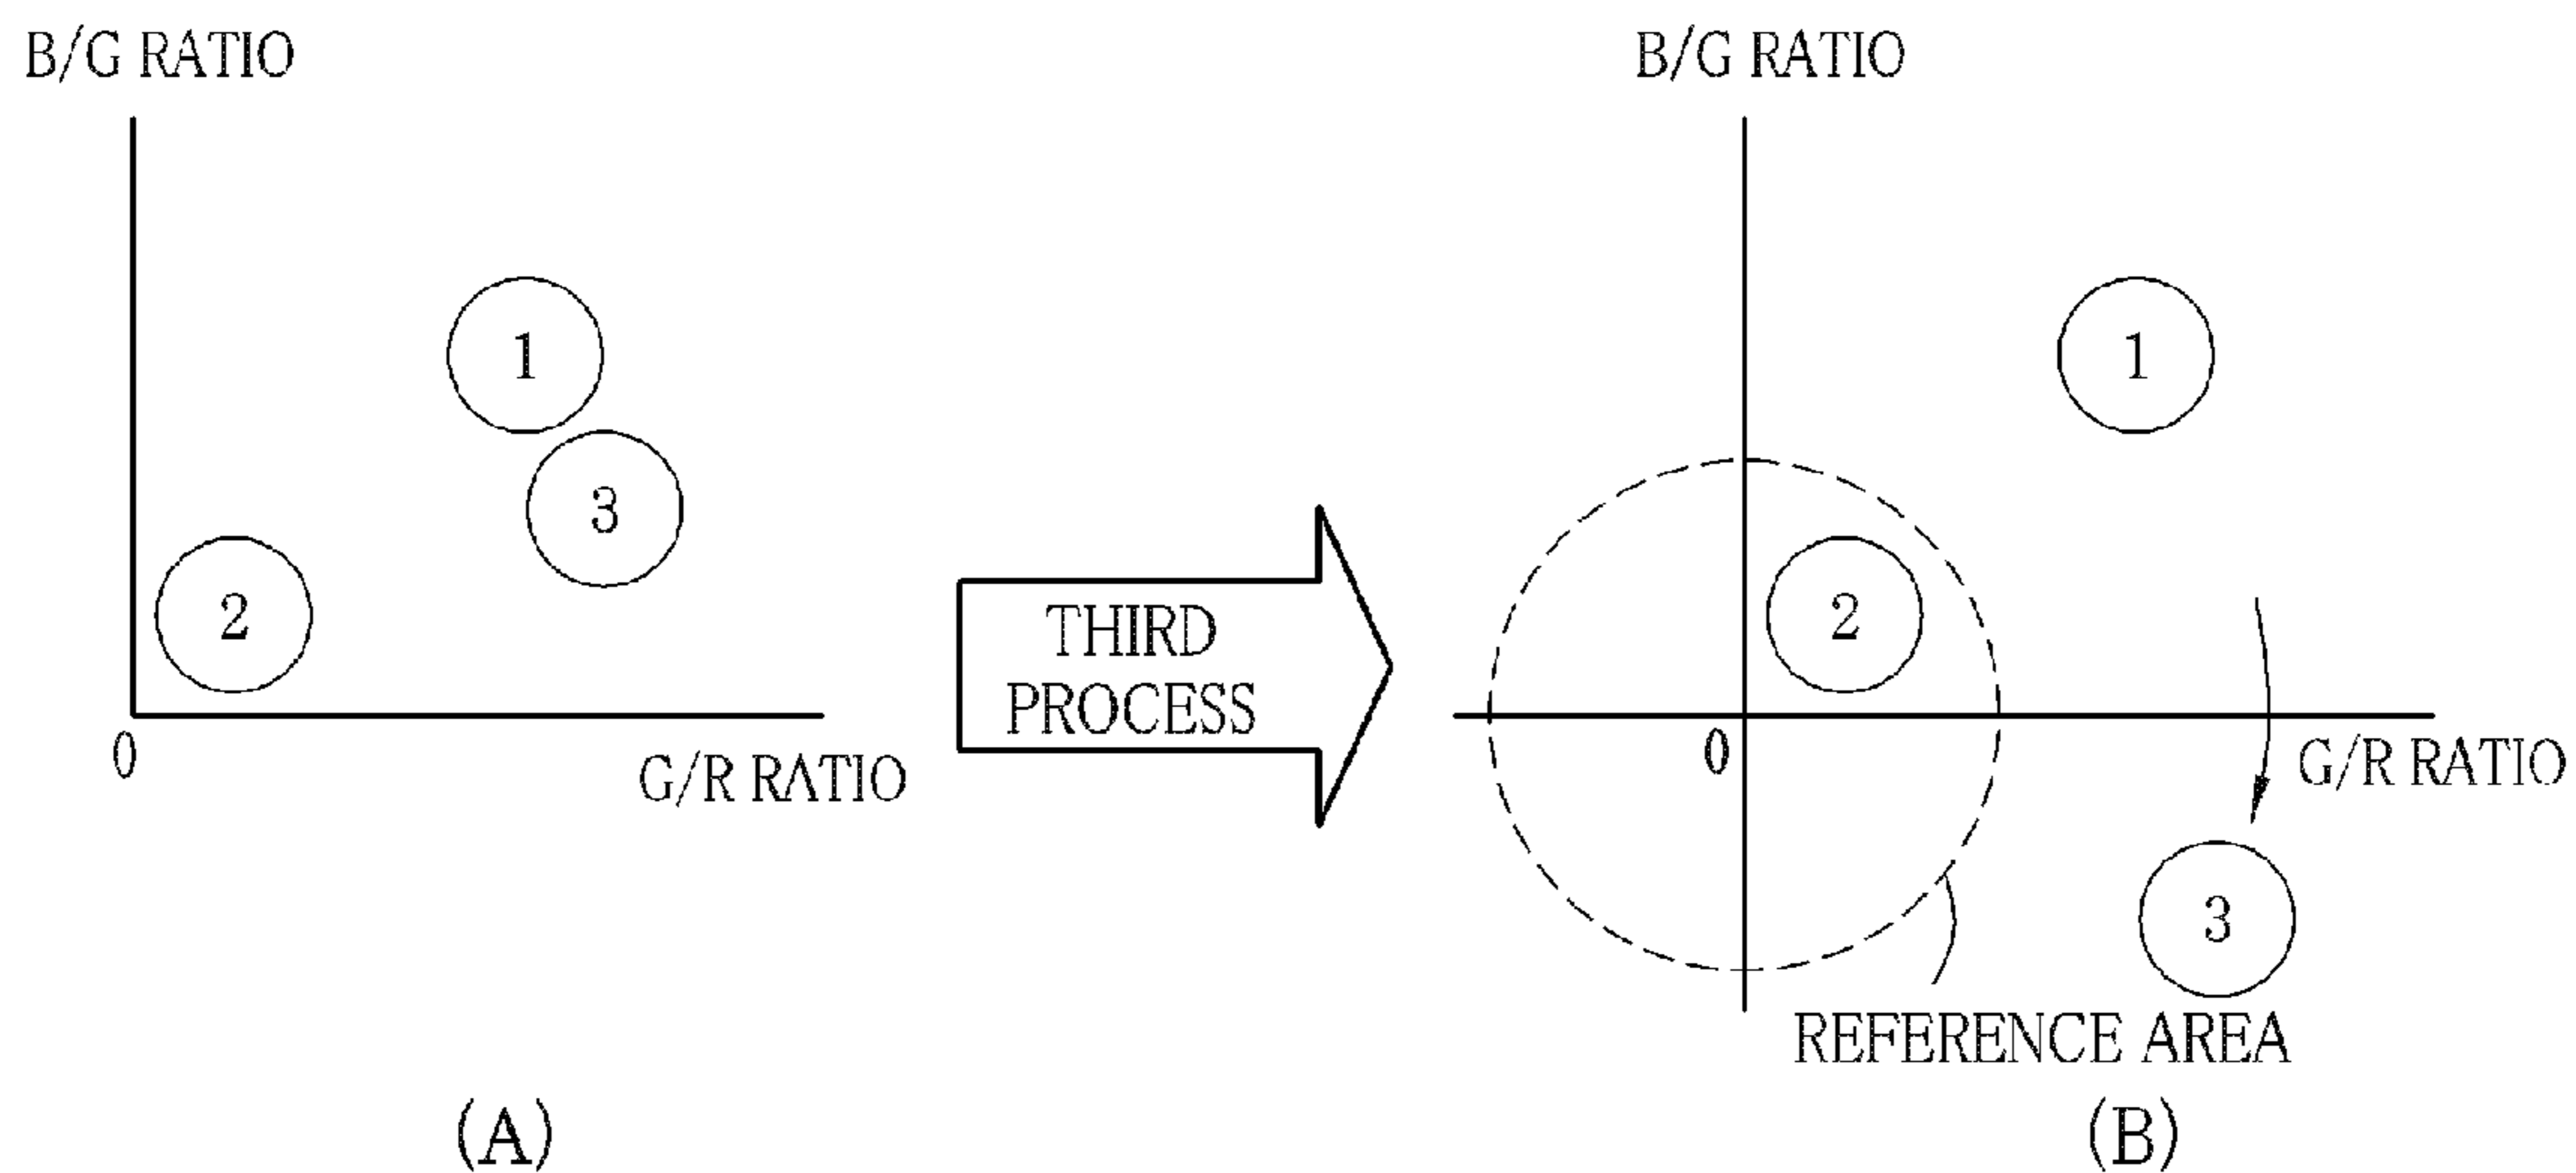 B/G RATIO
1
3
2
0
G/R RATIO
(A)
THIRD
PROCESS
B/G RATIO
1
2
0
G/R RATIO
3
REFERENCE AREA
(B)